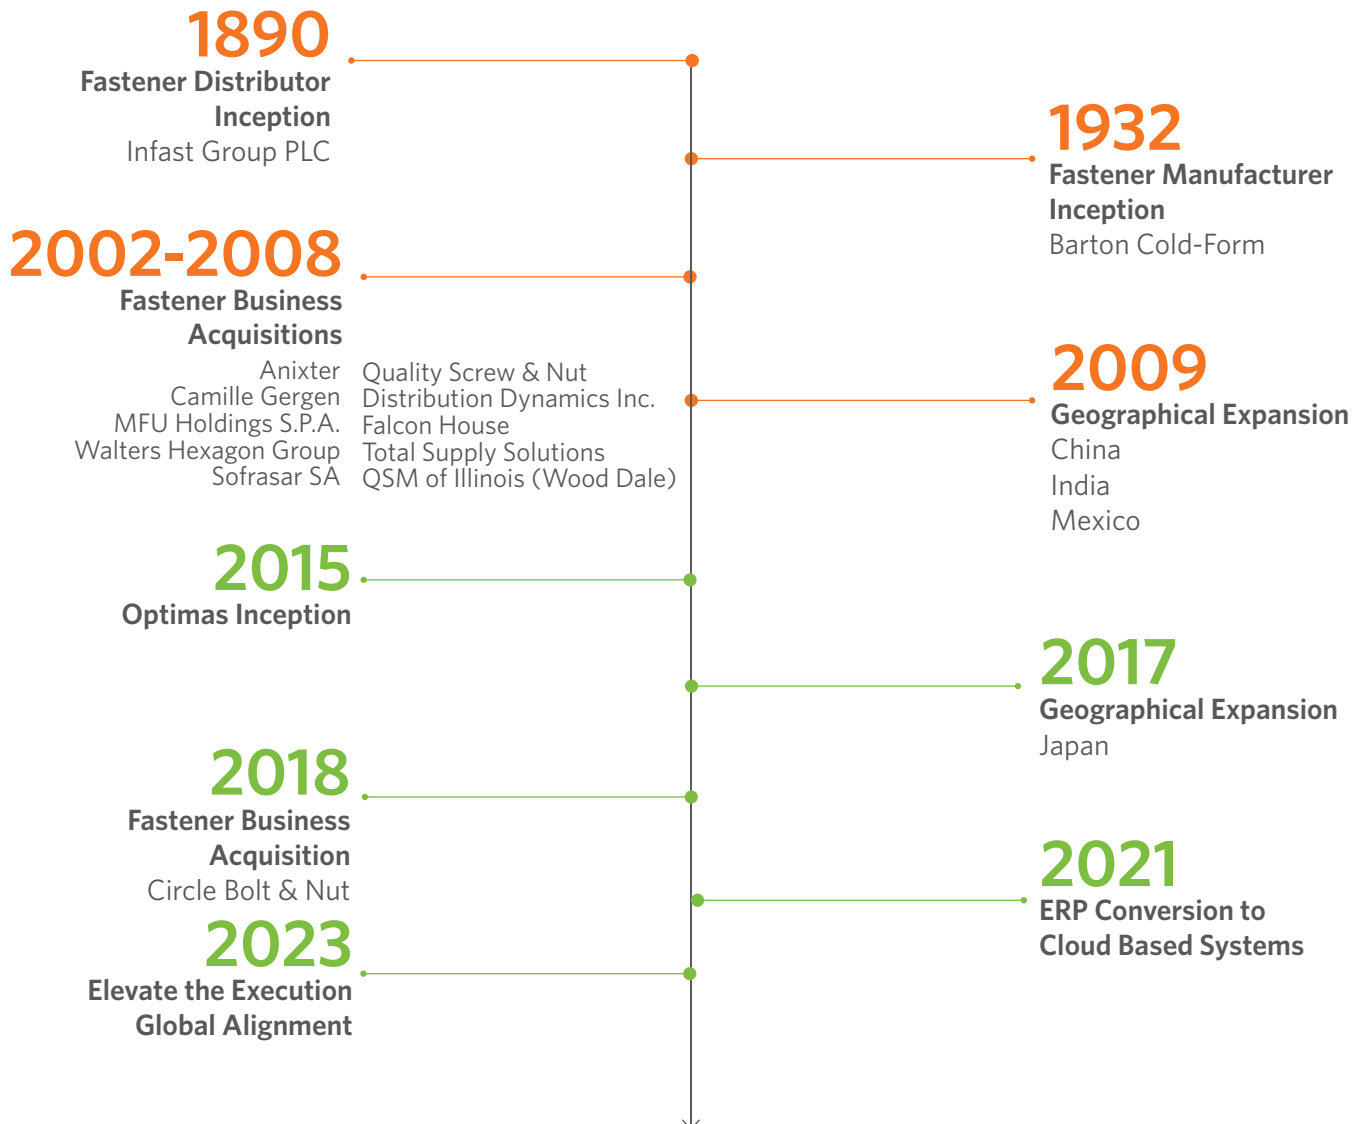 1890
Fastener Distributor
Inception
Infast Group PLC
1932
Fastener Manufacturer
Inception
Barton Cold-Form
2002-2008
Fastener Business
Acquisitions
Anixter
Camille Gergen
MFU Holdings S.P.A.
Walters Hexagon Group
Sofrasar SA
Quality Screw & Nut
Distribution Dynamics Inc.
Falcon House
Total Supply Solutions
QSM of Illinois (Wood Dale)
2009
Geographical Expansion
China
India
Mexico
2015
Optimas Inception
2017
Geographical Expansion
Japan
2018
Fastener Business
Acquisition
Circle Bolt & Nut
2021
ERP Conversion to
Cloud Based Systems
2023
Elevate the Execution
Global Alignment